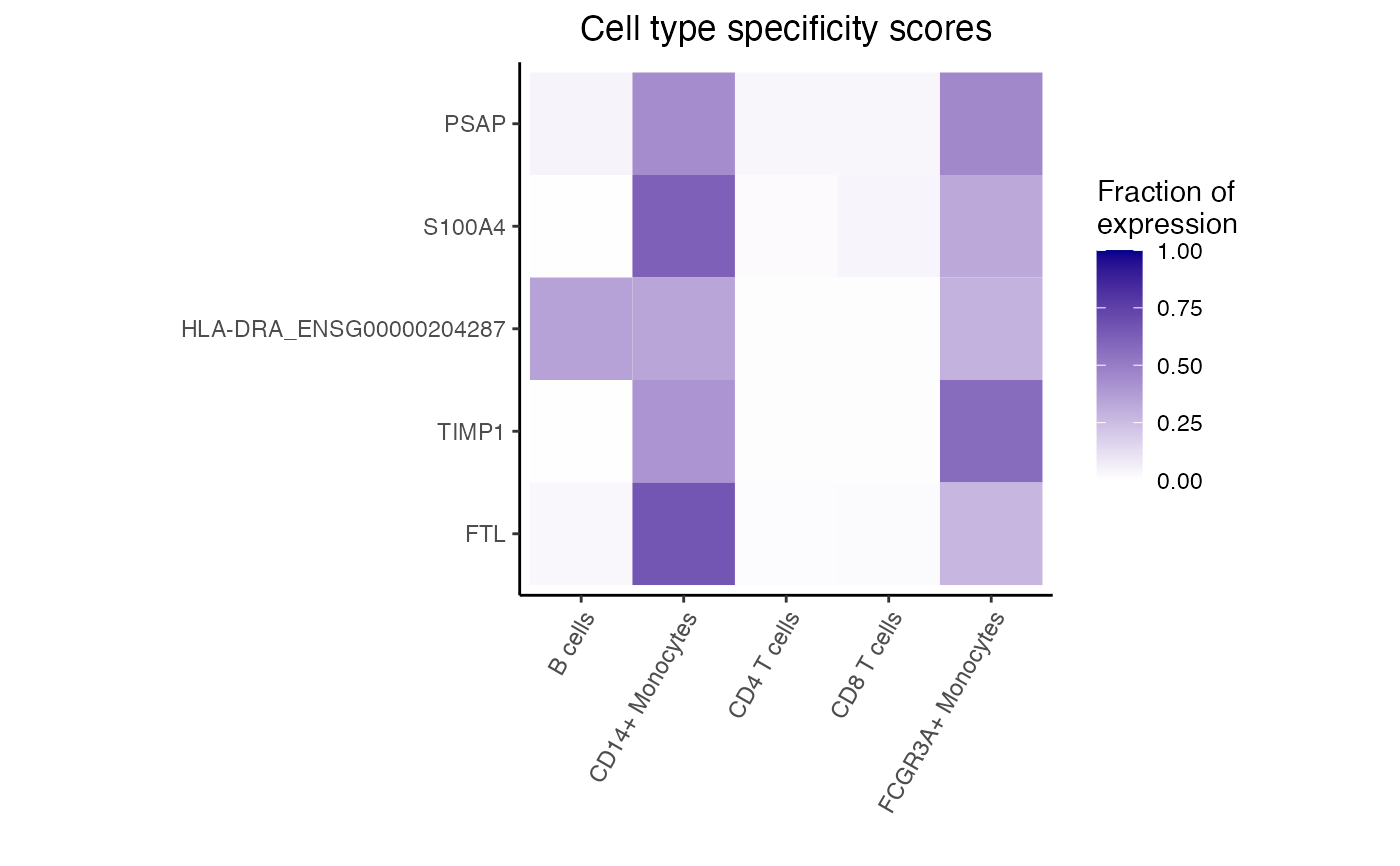 Cell type specificity scores
PSAP
S100A4
HLA-DRA_ENSG00000204287
TIMP1
FTL
B cells
CD14+ Monocytes
CD4 T cells
CD8 T cells
FCGR3A+ Monocytes
Fraction of
expression
1.00
0.75
0.50
0.25
0.00